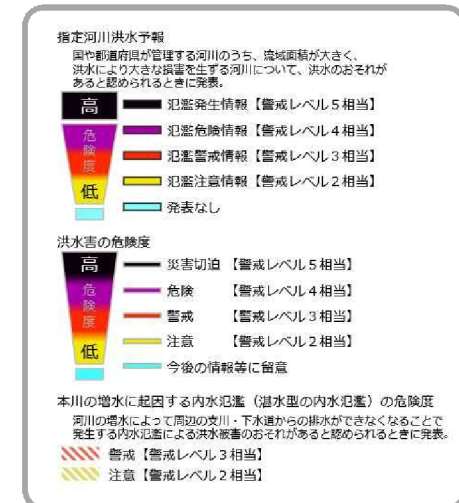 指定河川洪水予報
国や都道府県が管理する河川のうち、流域面積が大きく、
洪水により大きな損害を生ずる河川について、洪水のおそれが
あると認められるときに発表。
高 氾濫発生情報【警戒レベル5相当】
危険度 氾濫危険情報【警戒レベル4相当】
氾濫警戒情報【警戒レベル3相当】
低 氾濫注意情報【警戒レベル2相当】
発表なし
洪水害の危険度
高 災害切迫 【警戒レベル5相当】
危険度 危険 【警戒レベル4相当】
警戒 【警戒レベル3相当】
低 注意 【警戒レベル2相当】
今後の情報等に留意
本川の増水に起因する内水氾濫（湛水型の内水氾濫）の危険度
河川の増水によって周辺の支川・下水道からの排水ができなくなることで
発生する内水氾濫による洪水被害のおそれがあると認められるときに発表。
警戒【警戒レベル3相当】
注意【警戒レベル2相当】